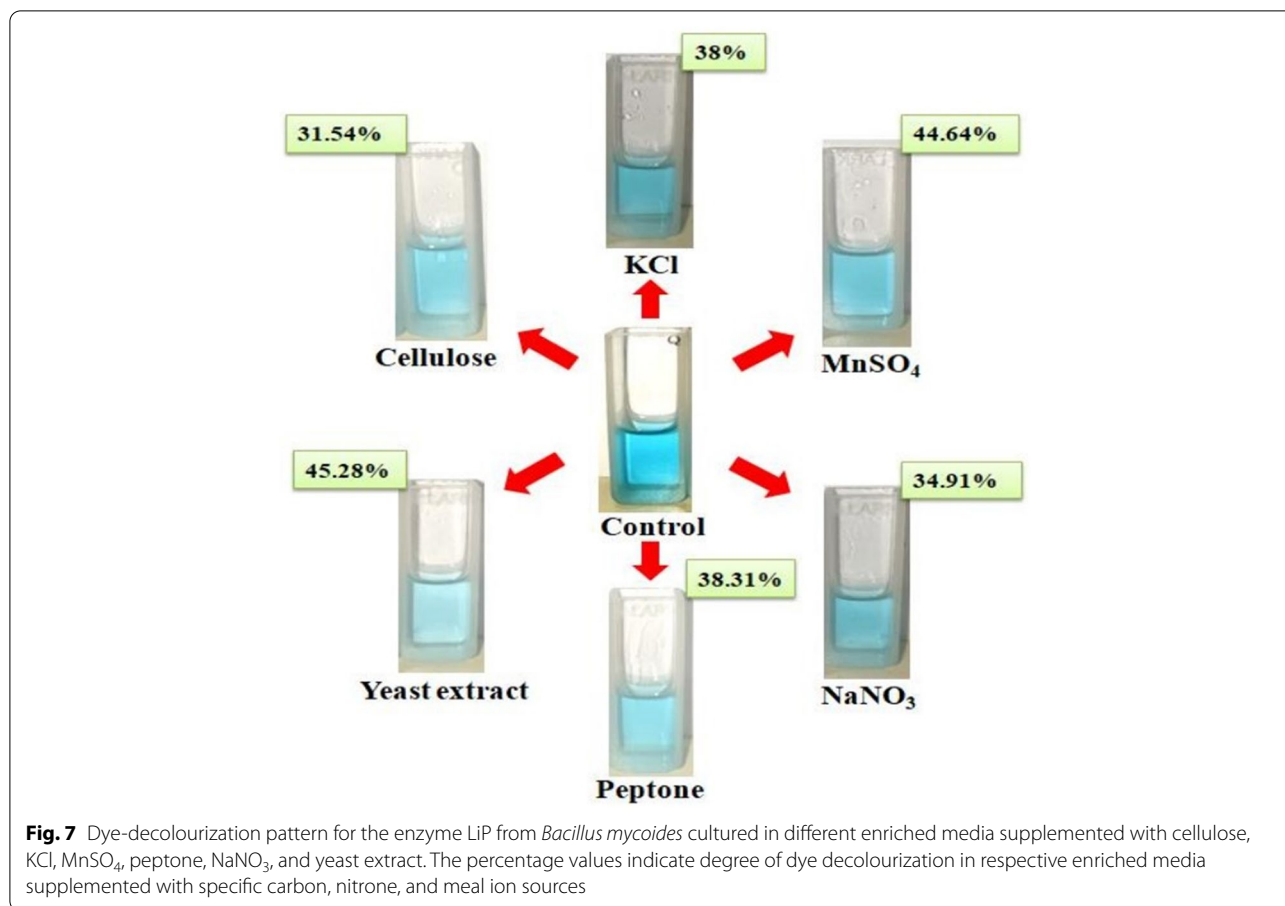 38%
31.54%
44.64%
KCl
Cellulose
MnSO₄
45.28%
34.91%
Control
38.31%
Yeast extract
NaNO₃
Peptone
Fig. 7 Dye-decolourization pattern for the enzyme LiP from Bacillus mycoides cultured in different enriched media supplemented with cellulose,
KCl, MnSO₄, peptone, NaNO₃, and yeast extract. The percentage values indicate degree of dye decolourization in respective enriched media
supplemented with specific carbon, nitrone, and meal ion sources